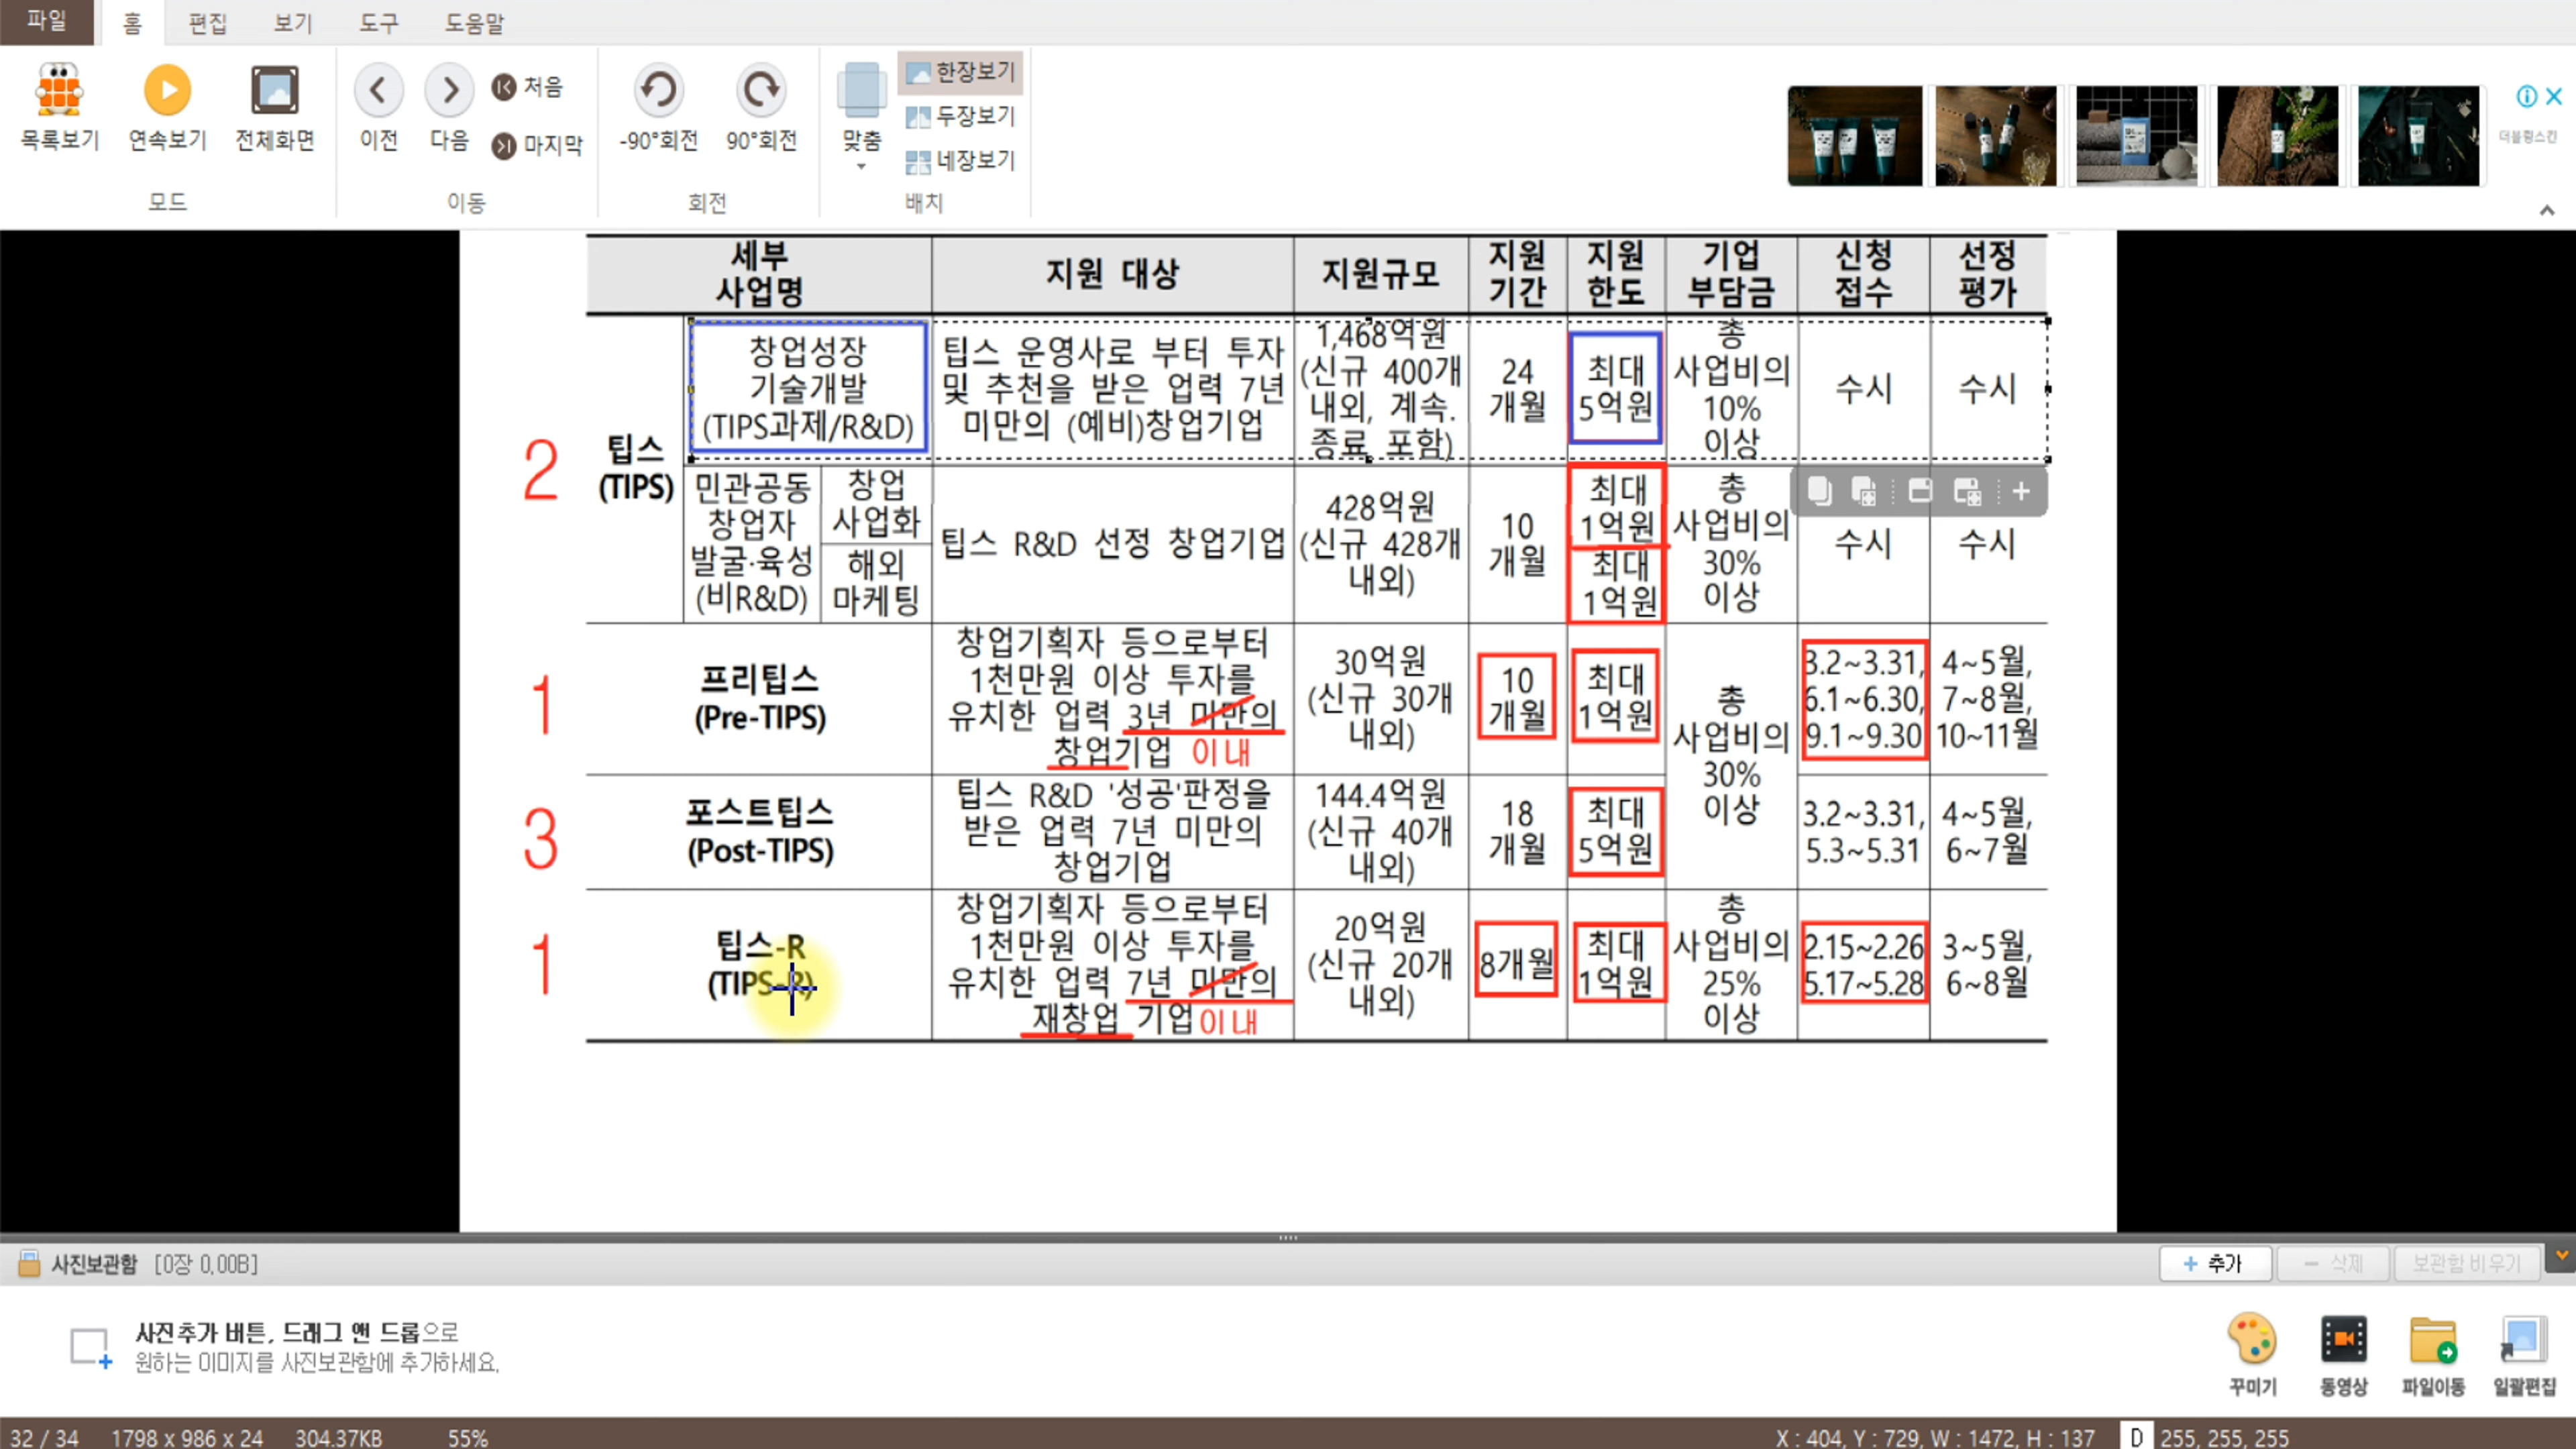 파일 홈 편집 보기 도구 도움말
목록보기 연속보기 전체화면
모드
이전 다음 처음 마지막
이동
-90°회전 90°회전
회전
맞춤 한장보기
두장보기
네장보기
배치
더블링스킨
세부
사업명
지원 대상
지원규모
지원
기간
지원
한도
기업
부담금
신청
접수
선정
평가
2
팁스
(TIPS)
창업성장
기술개발
(TIPS과제/R&D)
팁스 운영사로 부터 투자
및 추천을 받은 업력 7년
미만의 (예비)창업기업
1,468억원
(신규 400개
내외, 계속.
종료 포함)
24
개월
최대
5억원
총
사업비의
10%
이상
수시
수시
민관공동
창업자
발굴·육성
(비R&D)
창업
사업화
해외
마케팅
팁스 R&D 선정 창업기업
428억원
(신규 428개
내외)
10
개월
최대
1억원
최대
1억원
총
사업비의
30%
이상
수시
수시
1
프리팁스
(Pre-TIPS)
창업기획자 등으로부터
1천만원 이상 투자를
유치한 업력 3년 미만의
창업기업 이내
30억원
(신규 30개
내외)
10
개월
최대
1억원
총
사업비의
30%
이상
3.2~3.31,
6.1~6.30,
9.1~9.30
4~5월,
7~8월,
10~11월
3
포스트팁스
(Post-TIPS)
팁스 R&D '성공'판정을
받은 업력 7년 미만의
창업기업
144.4억원
(신규 40개
내외)
18
개월
최대
5억원
3.2~3.31,
5.3~5.31
4~5월,
6~7월
1
팁스-R
(TIPS-R)
창업기획자 등으로부터
1천만원 이상 투자를
유치한 업력 7년 미만의
재창업 기업 이내
20억원
(신규 20개
내외)
8개월
최대
1억원
총
사업비의
25%
이상
2.15~2.26
5.17~5.28
3~5월,
6~8월
사진보관함 [0장 0,00B]
+ 추가 － 삭제 보관함 비우기
사진추가 버튼, 드래그 앤 드롭으로
원하는 이미지를 사진보관함에 추가하세요.
꾸미기 동영상 파일이동 일괄편집
32 / 34 1798 x 986 x 24 304.37KB 55% X : 404, Y : 729, W : 1472, H : 137 D 255, 255, 255